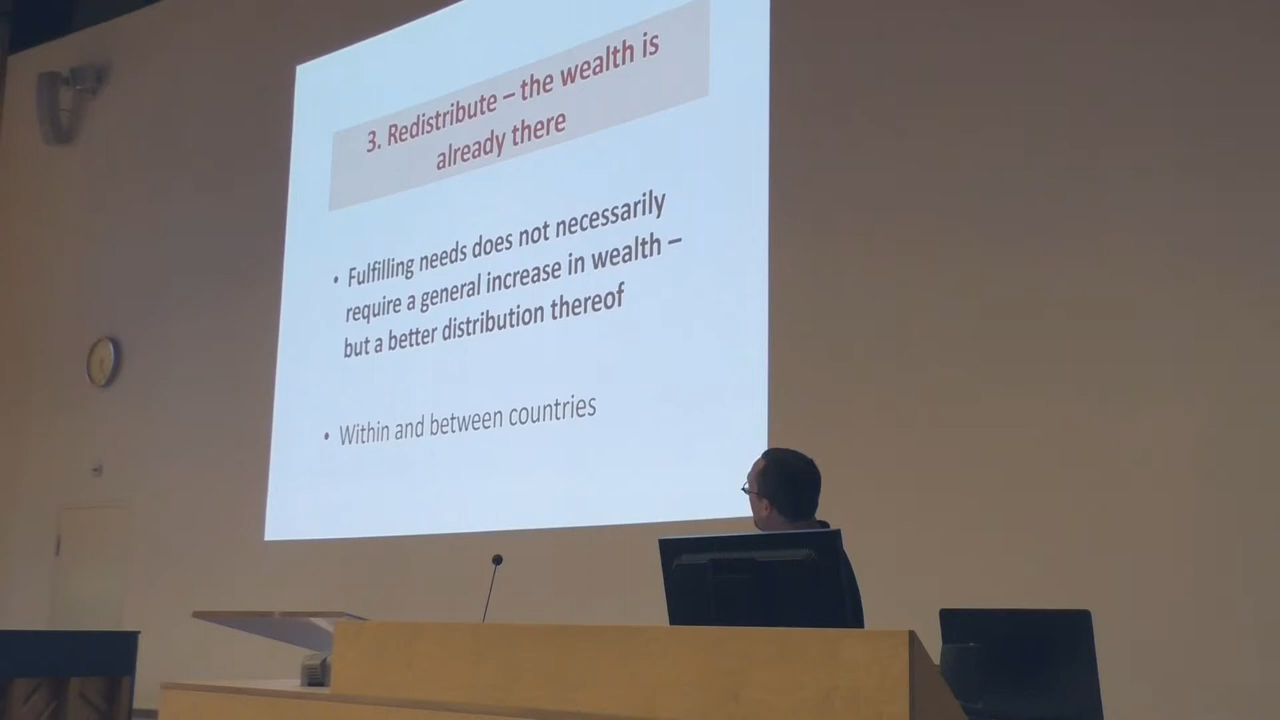 3. Redistribute – the wealth is
already there
• Fulfilling needs does not necessarily
require a general increase in wealth –
but a better distribution thereof
• Within and between countries